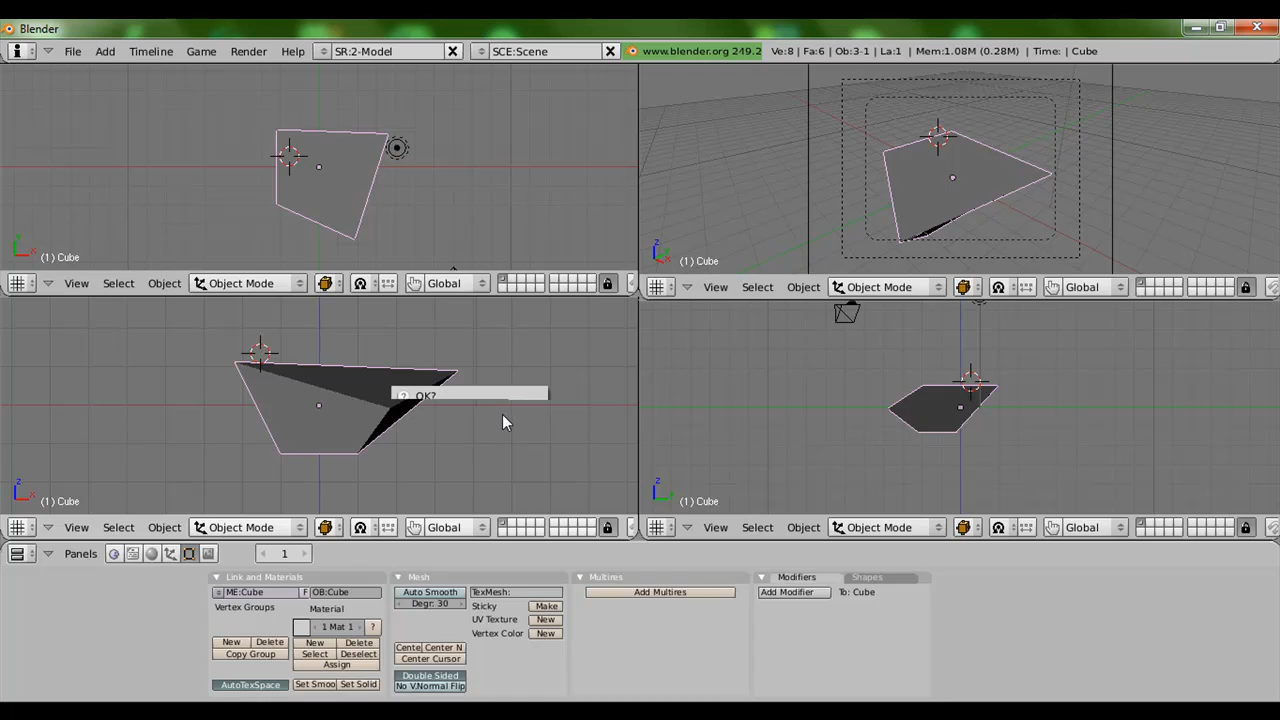 Blender
File Add Timeline Game Render Help SR:2-Model SCE:Scene www.blender.org 249.2 Ve:8 | Fa:6 | Ob:3-1 | La:1 | Mem:1.08M (0.28M) | Time: | Cube
y x
(1) Cube
z
(1) Cube
View Select Object Object Mode Global
View Select Object Object Mode Global
? OK?
z x
(1) Cube
z y
(1) Cube
View Select Object Object Mode Global
View Select Object Object Mode Global
Panels 1
Link and Materials
ME:Cube F OB:Cube
Vertex Groups
Material
1 Mat 1 ?
New Delete
New Delete
Copy Group
Select Deselect
Assign
AutoTexSpace
Set Smoo Set Solid
Mesh
Auto Smooth
Degr: 30
TexMesh:
Sticky Make
UV Texture New
Vertex Color New
Cente Center N
Center Cursor
Double Sided
No V.Normal Flip
Multires
Add Multires
Modifiers Shapes
Add Modifier To: Cube